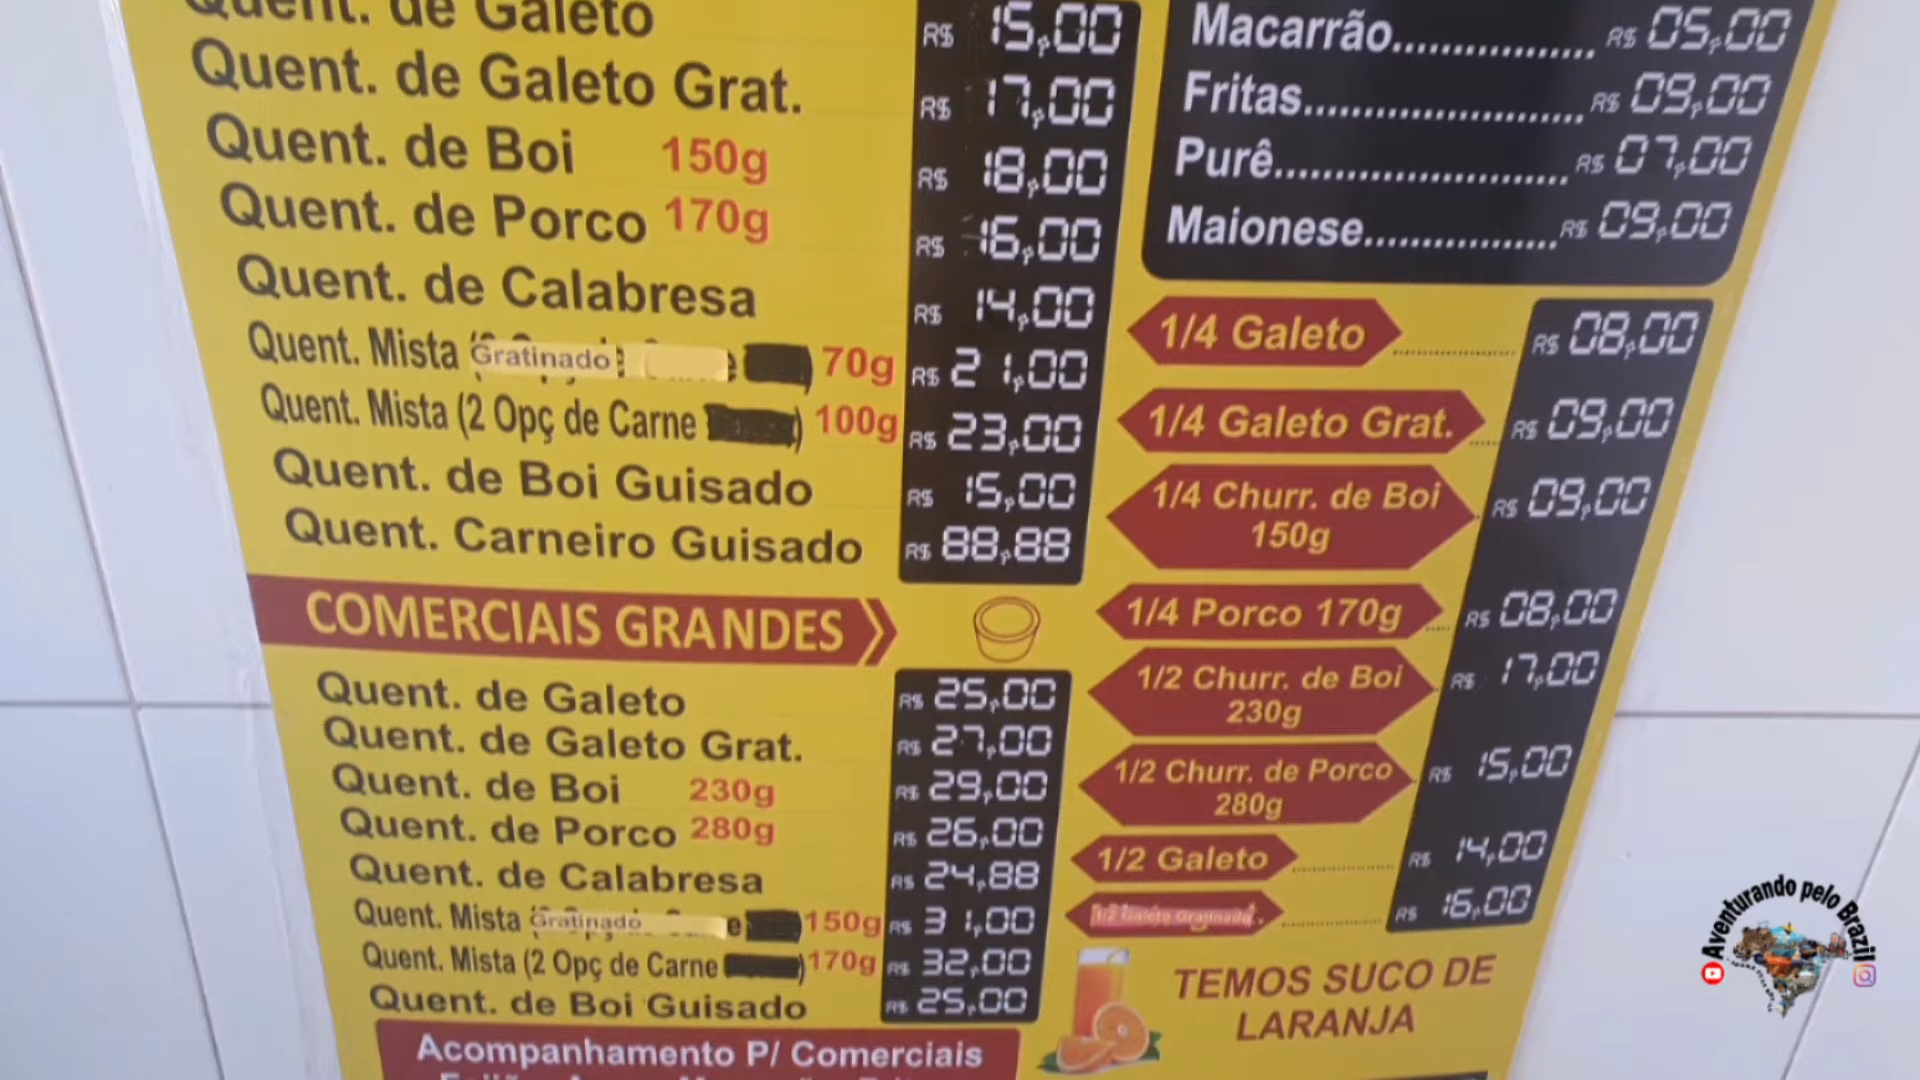 Quent. de Galeto R$ 15,00
Quent. de Galeto Grat. R$ 17,00
Quent. de Boi 150g R$ 18,00
Quent. de Porco 170g R$ 16,00
Quent. de Calabresa R$ 14,00
Quent. Mista Gratinado 70g R$ 21,00
Quent. Mista (2 Opç de Carne ) 100g R$ 23,00
Quent. de Boi Guisado R$ 15,00
Quent. Carneiro Guisado R$ 88,88
COMERCIAIS GRANDES
Quent. de Galeto R$ 25,00
Quent. de Galeto Grat. R$ 27,00
Quent. de Boi 230g R$ 29,00
Quent. de Porco 280g R$ 26,00
Quent. de Calabresa R$ 24,88
Quent. Mista Gratinado 150g R$ 31,00
Quent. Mista (2 Opç de Carne ) 170g R$ 32,00
Quent. de Boi Guisado R$ 25,00
Acompanhamento P/ Comerciais
Macarrão................. R$ 05,00
Fritas........................ R$ 09,00
Purê.......................... R$ 07,00
Maionese................. R$ 09,00
1/4 Galeto R$ 08,00
1/4 Galeto Grat. R$ 09,00
1/4 Churr. de Boi R$ 09,00
150g
1/4 Porco 170g R$ 08,00
1/2 Churr. de Boi R$ 17,00
230g
1/2 Churr. de Porco R$ 15,00
280g
1/2 Galeto R$ 14,00
1/2 Galeto Gratinado R$ 16,00
TEMOS SUCO DE
LARANJA
Aventurando pelo Brazil